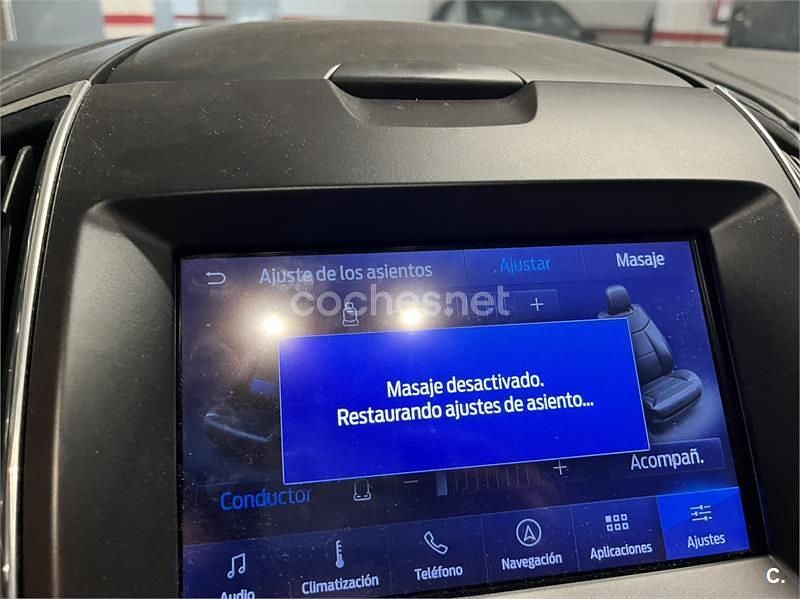 Ajuste de los asientos
Ajustar
Masaje
coches.net
+
Masaje desactivado.
Restaurando ajustes de asiento...
Conductor
−
+
Acompañ.
Audio
Climatización
Teléfono
Navegación
Aplicaciones
Ajustes
C.